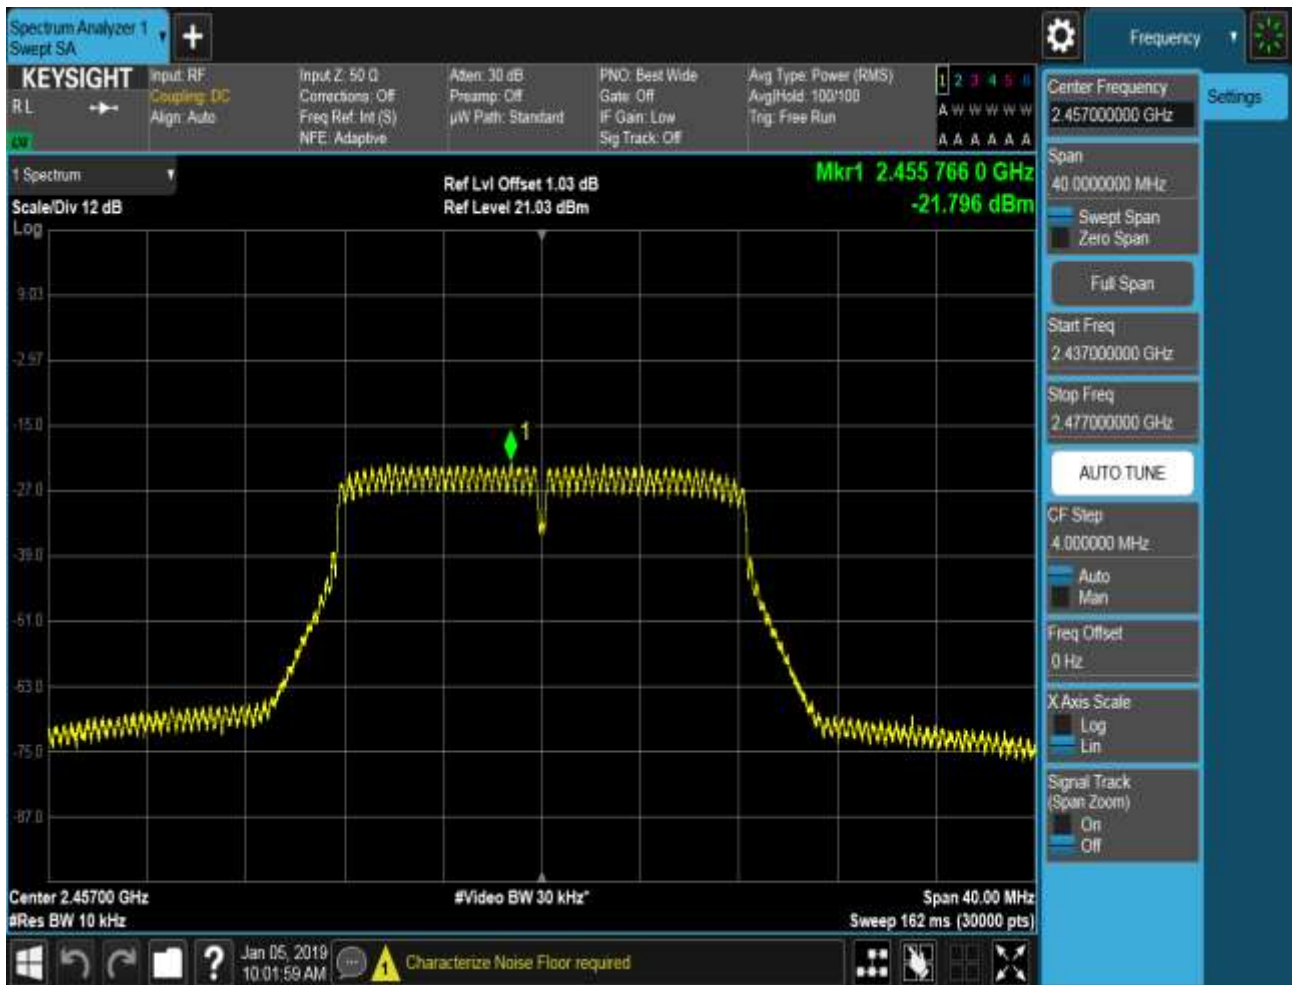 Spectrum Analyzer 1
Swept SA
+
Frequency
KEYSIGHT
R L
Input: RF
Coupling: DC
Align: Auto
Input Z: 50 Ω
Corrections: Off
Freq Ref: Int (S)
NFE: Adaptive
Atten: 30 dB
Preamp: Off
µW Path: Standard
PNO: Best Wide
Gate: Off
IF Gain: Low
Sig Track: Off
Avg Type: Power (RMS)
Avg|Hold: 100/100
Trig: Free Run
1 2 3 4 5 6
A W W W W W
A A A A A A
1 Spectrum
Scale/Div 12 dB
Log
Ref Lvl Offset 1.03 dB
Ref Level 21.03 dBm
Mkr1 2.455 766 0 GHz
-21.796 dBm
1
9.03
-2.97
-15.0
-27.0
-39.0
-51.0
-63.0
-75.0
-87.0
Center 2.45700 GHz
#Res BW 10 kHz
#Video BW 30 kHz*
Span 40.00 MHz
Sweep 162 ms (30000 pts)
Center Frequency
2.457000000 GHz
Settings
Span
40.0000000 MHz
Swept Span
Zero Span
Full Span
Start Freq
2.437000000 GHz
Stop Freq
2.477000000 GHz
AUTO TUNE
CF Step
4.000000 MHz
Auto
Man
Freq Offset
0 Hz
X Axis Scale
Log
Lin
Signal Track
(Span Zoom)
On
Off
?
Jan 05, 2019
10:01:59 AM
1
Characterize Noise Floor required